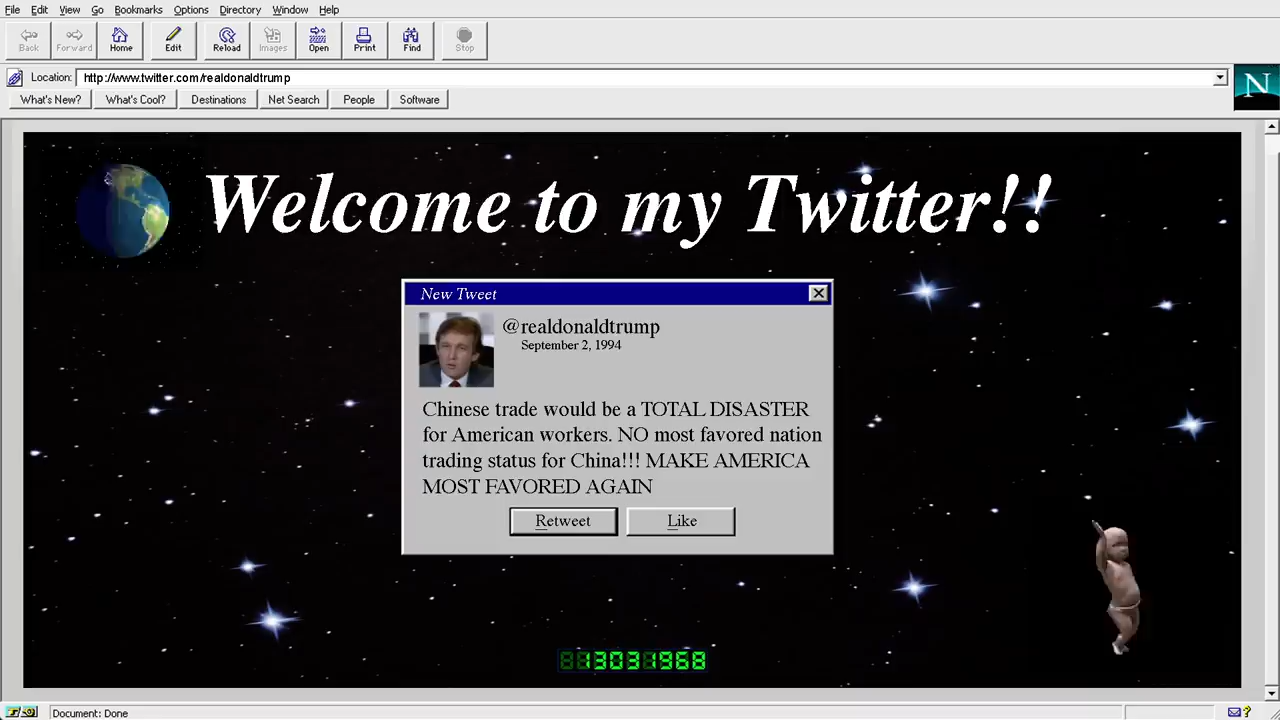 File Edit View Go Bookmarks Options Directory Window Help
Back Forward Home Edit Reload Images Open Print Find Stop
Location: http://www.twitter.com/realdonaldtrump
N
What's New? What's Cool? Destinations Net Search People Software
Welcome to my Twitter!!
New Tweet
@realdonaldtrump
September 2, 1994
Chinese trade would be a TOTAL DISASTER
for American workers. NO most favored nation
trading status for China!!! MAKE AMERICA
MOST FAVORED AGAIN
Retweet Like
13031968
Document: Done